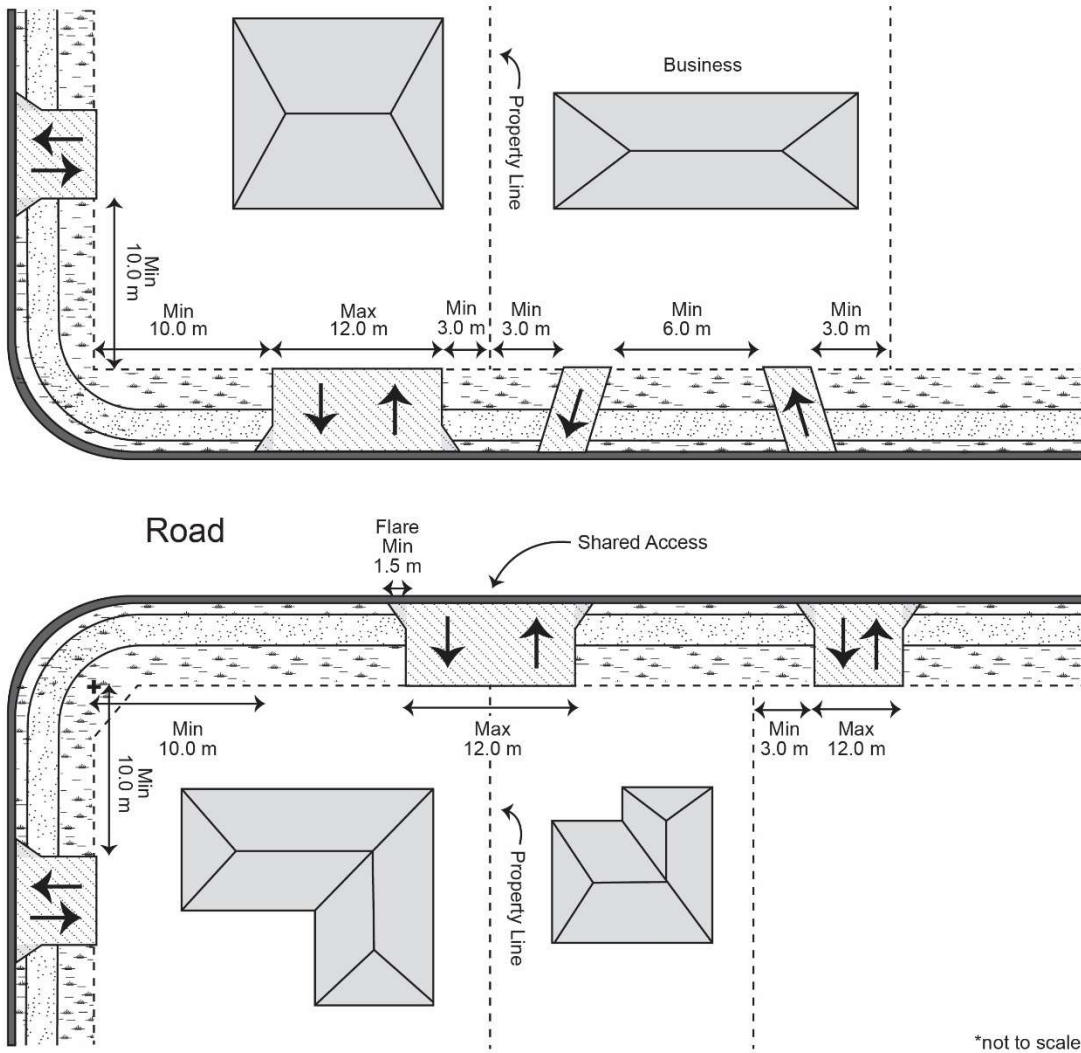 Business
Property Line
Min
10.0 m
Min
10.0 m
Max
12.0 m
Min
3.0 m
Min
3.0 m
Min
6.0 m
Min
3.0 m
Road
Flare
Min
1.5 m
Shared Access
Min
10.0 m
Min
10.0 m
Max
12.0 m
Min
3.0 m
Max
12.0 m
Property Line
*not to scale